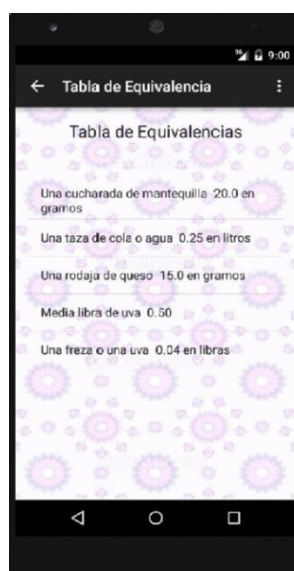 9:00
Tabla de Equivalencia
Tabla de Equivalencias
Una cucharada de mantequilla 20.0 en
gramos
Una taza de cola o agua 0.25 en litros
Una rodaja de queso 15.0 en gramos
Media libra de uva 0.50
Una freza o una uva 0.04 en libras